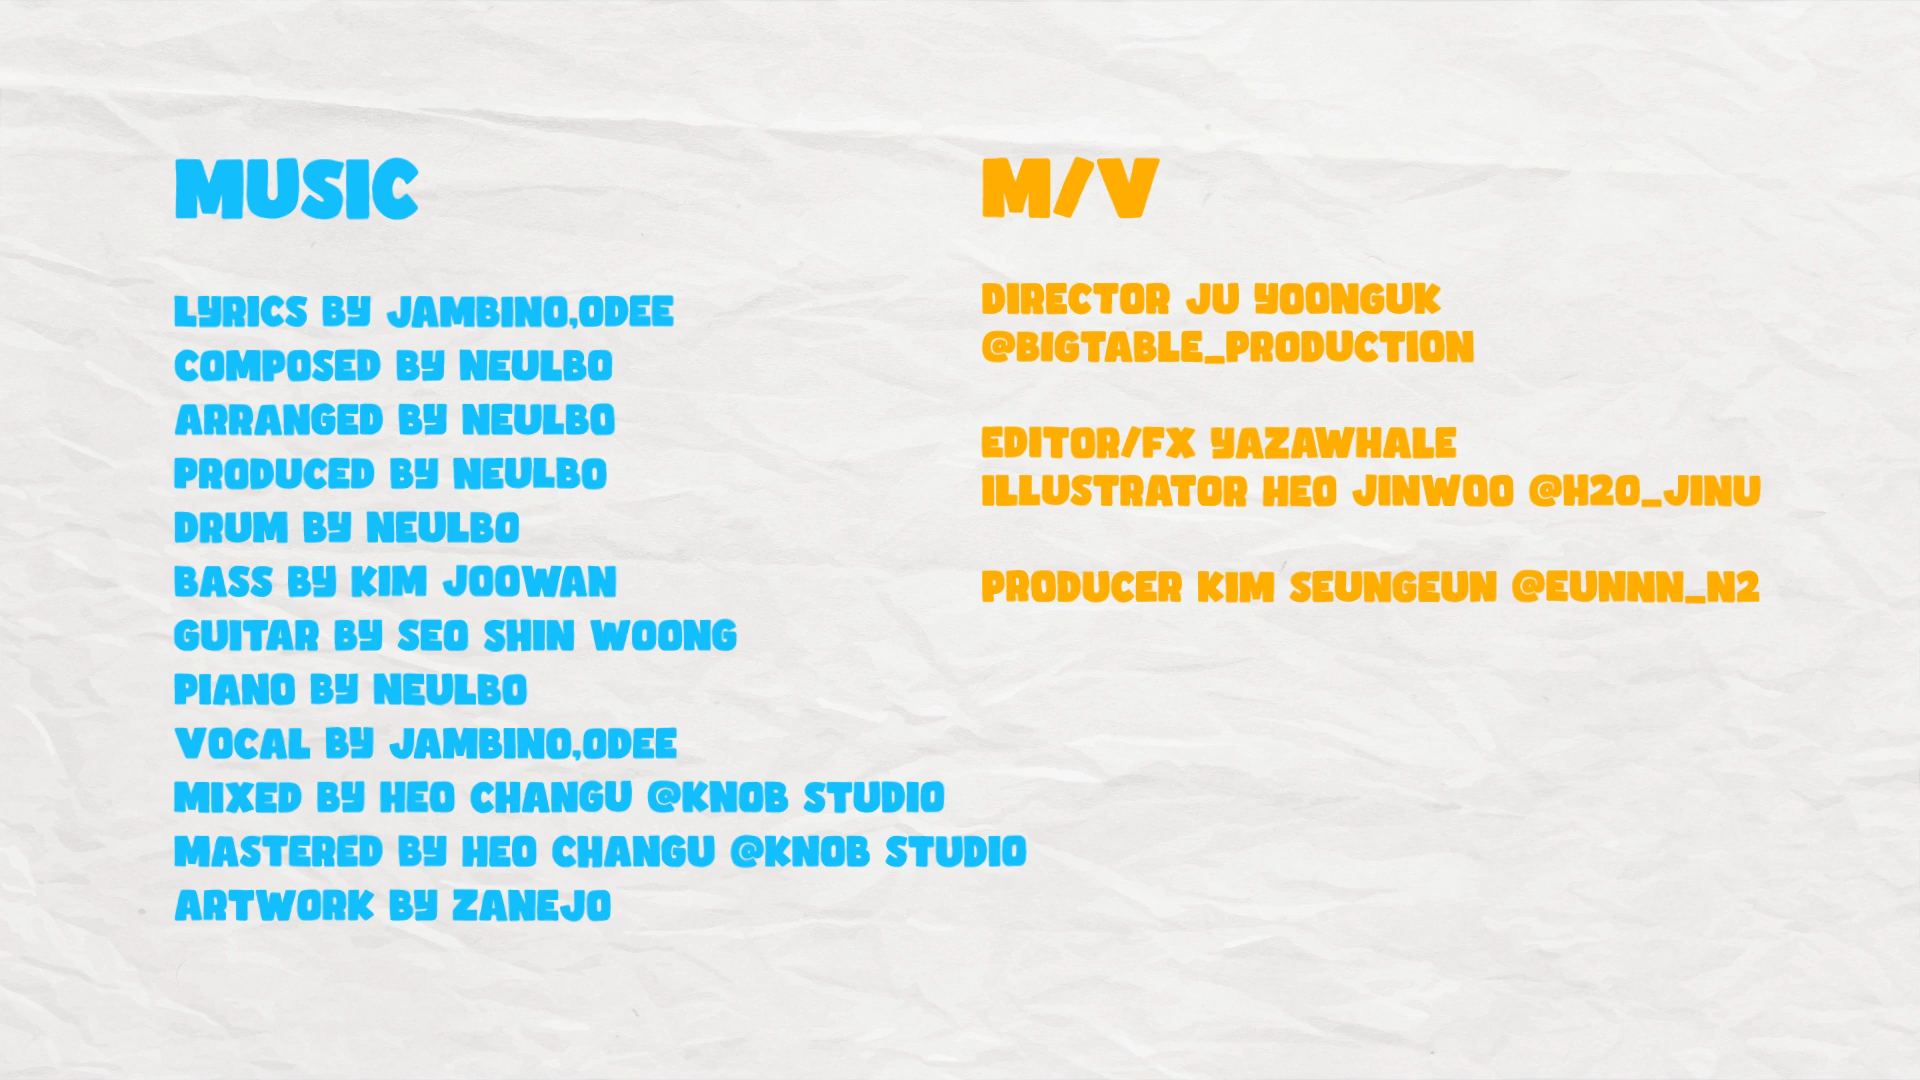 MUSIC
LYRICS BY JAMBINO,ODEE
COMPOSED BY NEULBO
ARRANGED BY NEULBO
PRODUCED BY NEULBO
DRUM BY NEULBO
BASS BY KIM JOOWAN
GUITAR BY SEO SHIN WOONG
PIANO BY NEULBO
VOCAL BY JAMBINO,ODEE
MIXED BY HEO CHANGU @KNOB STUDIO
MASTERED BY HEO CHANGU @KNOB STUDIO
ARTWORK BY ZANEJO
M/V
DIRECTOR JU YOONGUK
@BIGTABLE_PRODUCTION
EDITOR/FX YAZAWHALE
ILLUSTRATOR HEO JINWOO @H2O_JINU
PRODUCER KIM SEUNGEUN @EUNNN_N2